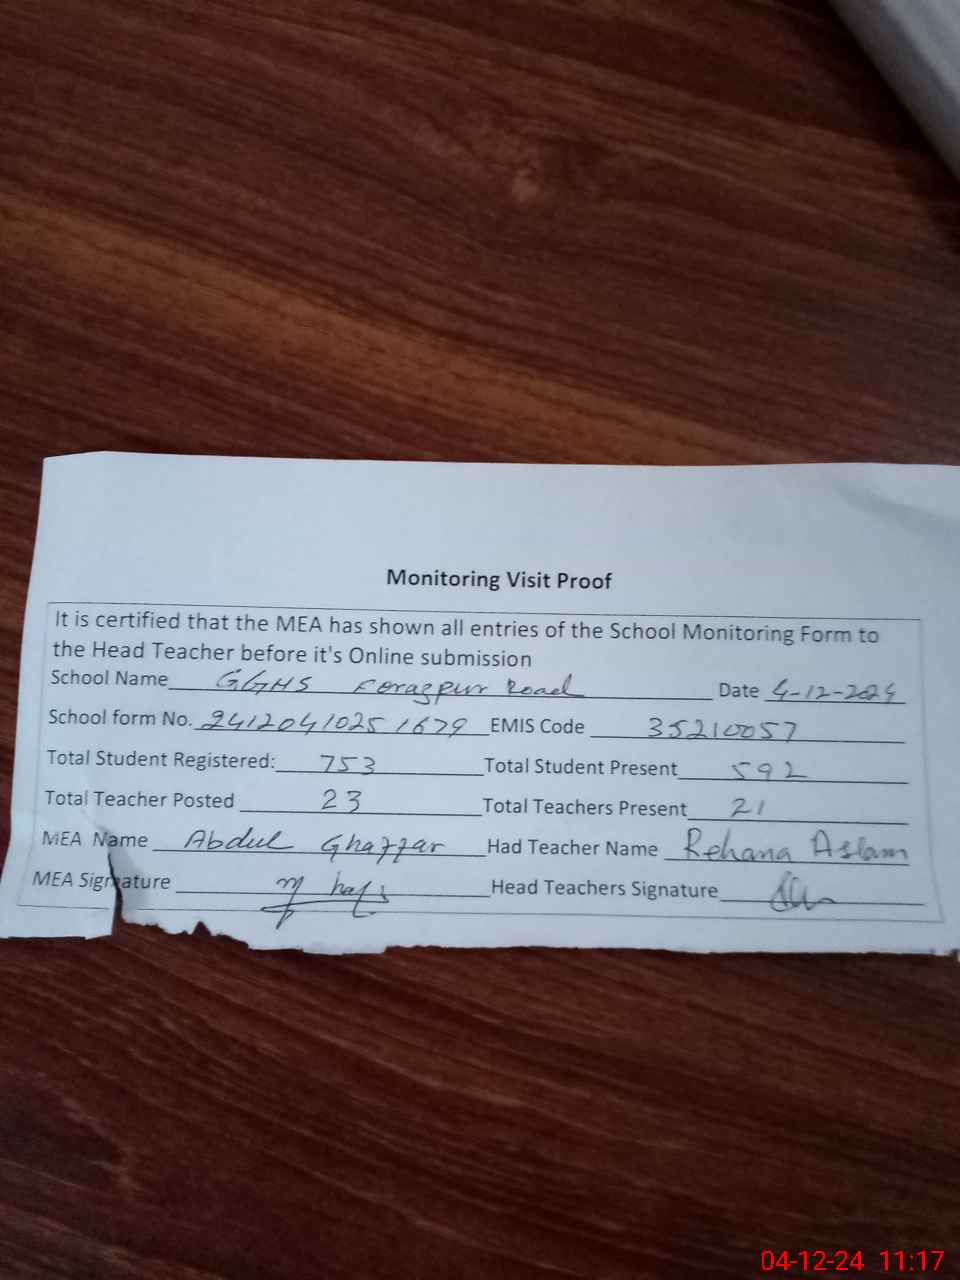 Monitoring Visit Proof
It is certified that the MEA has shown all entries of the School Monitoring Form to
the Head Teacher before it's Online submission
School Name GGHS Ferozpur Road Date 4-12-2024
School form No. 24120410251679 EMIS Code 35210057
Total Student Registered: 753 Total Student Present 592
Total Teacher Posted 23 Total Teachers Present 21
MEA Name Abdul Ghaffar Had Teacher Name Rehana Aslam
MEA Signature Head Teachers Signature
04-12-24 11:17